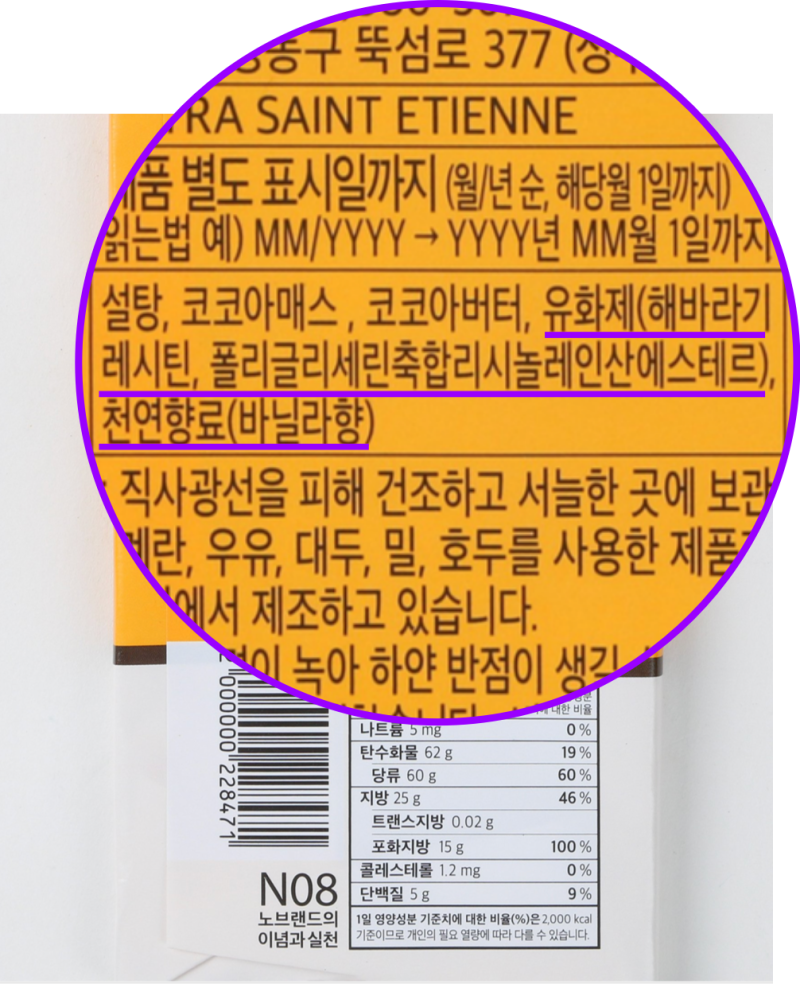 동구 뚝섬로 377 (성
RA SAINT ETIENNE
품 별도 표시일까지 (월/년 순, 해당월 1일까지)
읽는법 예) MM/YYYY → YYYY년 MM월 1일까지
설탕, 코코아매스 , 코코아버터, 유화제(해바라기
레시틴, 폴리글리세린축합리시놀레인산에스테르),
천연향료(바닐라향)
직사광선을 피해 건조하고 서늘한 곳에 보관
계란, 우유, 대두, 밀, 호두를 사용한 제품
에서 제조하고 있습니다.
이 녹아 하얀 반점이 생길
대한 비율
나트륨 5 mg 0 %
탄수화물 62 g 19 %
당류 60 g 60 %
지방 25 g 46 %
트랜스지방 0.02 g
포화지방 15 g 100 %
콜레스테롤 1.2 mg 0 %
단백질 5 g 9 %
1일 영양성분 기준치에 대한 비율(%)은 2,000 kcal
기준이므로 개인의 필요 열량에 따라 다를 수 있습니다.
2 000000 228471
N08
노브랜드의
이념과 실천